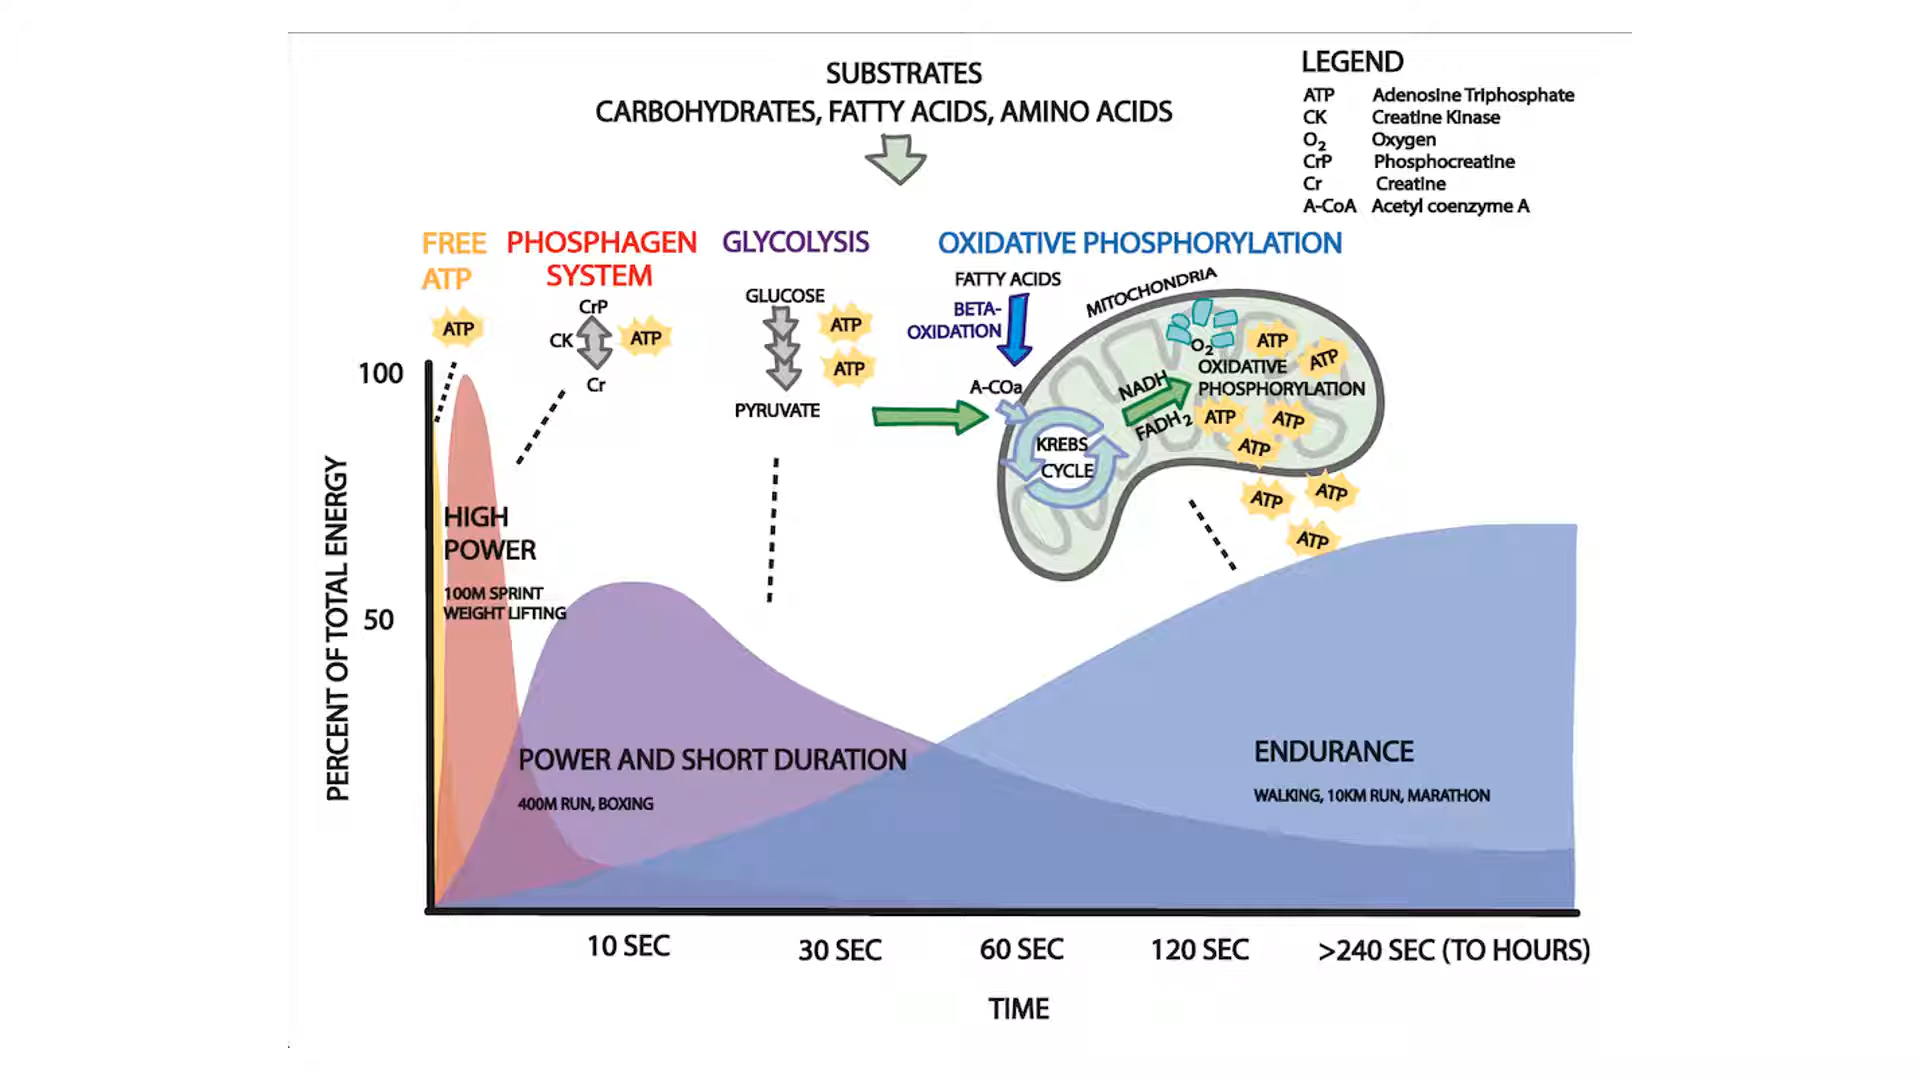 SUBSTRATES
CARBOHYDRATES, FATTY ACIDS, AMINO ACIDS
LEGEND
ATP Adenosine Triphosphate
CK Creatine Kinase
O2 Oxygen
CrP Phosphocreatine
Cr Creatine
A-CoA Acetyl coenzyme A
FREE
ATP
ATP
PHOSPHAGEN
SYSTEM
CrP
CK
ATP
Cr
GLYCOLYSIS
GLUCOSE
ATP
ATP
PYRUVATE
OXIDATIVE PHOSPHORYLATION
FATTY ACIDS
BETA-
OXIDATION
A-COa
MITOCHONDRIA
KREBS
CYCLE
NADH
FADH2
O2
OXIDATIVE
PHOSPHORYLATION
ATP
ATP
ATP
ATP
ATP
ATP
ATP
ATP
PERCENT OF TOTAL ENERGY
100
50
HIGH
POWER
100M SPRINT
WEIGHT LIFTING
POWER AND SHORT DURATION
400M RUN, BOXING
ENDURANCE
WALKING, 10KM RUN, MARATHON
10 SEC
30 SEC
60 SEC
120 SEC
>240 SEC (TO HOURS)
TIME